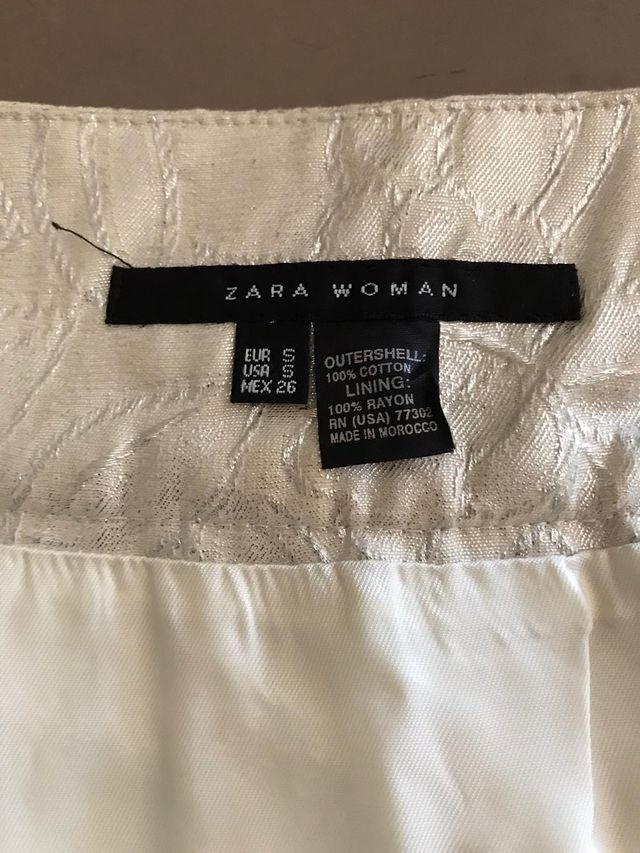 ZARA WOMAN
EUR S
USA S
MEX 26
OUTERSHELL:
100% COTTON
LINING:
100% RAYON
RN (USA) 77302
MADE IN MOROCCO